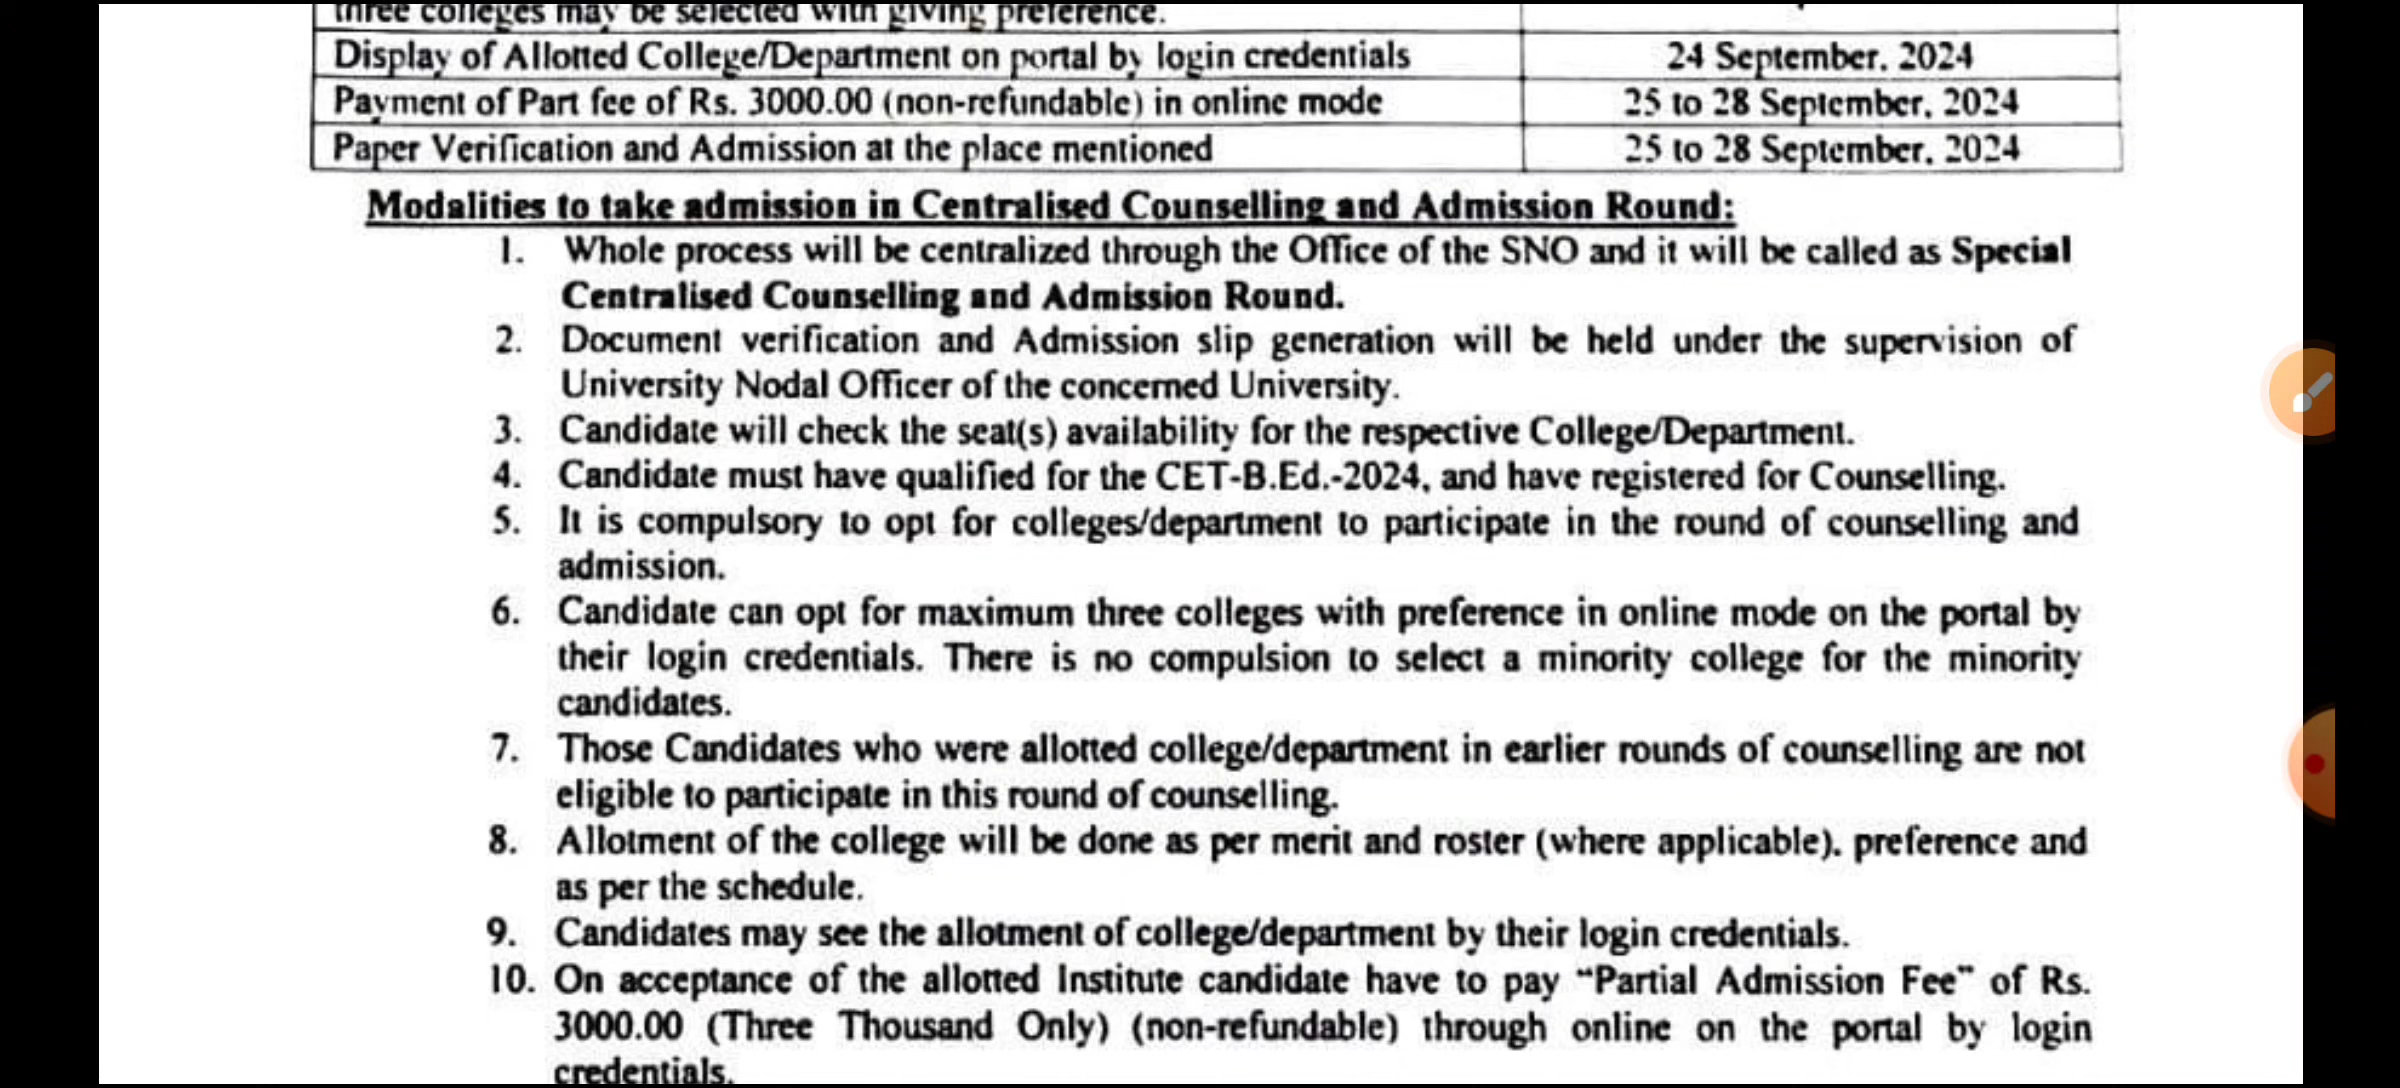 three colleges may be selected with giving preference.
Display of Allotted College/Department on portal by login credentials 24 September, 2024
Payment of Part fee of Rs. 3000.00 (non-refundable) in online mode 25 to 28 September, 2024
Paper Verification and Admission at the place mentioned 25 to 28 September, 2024
Modalities to take admission in Centralised Counselling and Admission Round:
1. Whole process will be centralized through the Office of the SNO and it will be called as Special
Centralised Counselling and Admission Round.
2. Document verification and Admission slip generation will be held under the supervision of
University Nodal Officer of the concerned University.
3. Candidate will check the seat(s) availability for the respective College/Department.
4. Candidate must have qualified for the CET-B.Ed.-2024, and have registered for Counselling.
5. It is compulsory to opt for colleges/department to participate in the round of counselling and
admission.
6. Candidate can opt for maximum three colleges with preference in online mode on the portal by
their login credentials. There is no compulsion to select a minority college for the minority
candidates.
7. Those Candidates who were allotted college/department in earlier rounds of counselling are not
eligible to participate in this round of counselling.
8. Allotment of the college will be done as per merit and roster (where applicable), preference and
as per the schedule.
9. Candidates may see the allotment of college/department by their login credentials.
10. On acceptance of the allotted Institute candidate have to pay "Partial Admission Fee" of Rs.
3000.00 (Three Thousand Only) (non-refundable) through online on the portal by login
credentials.